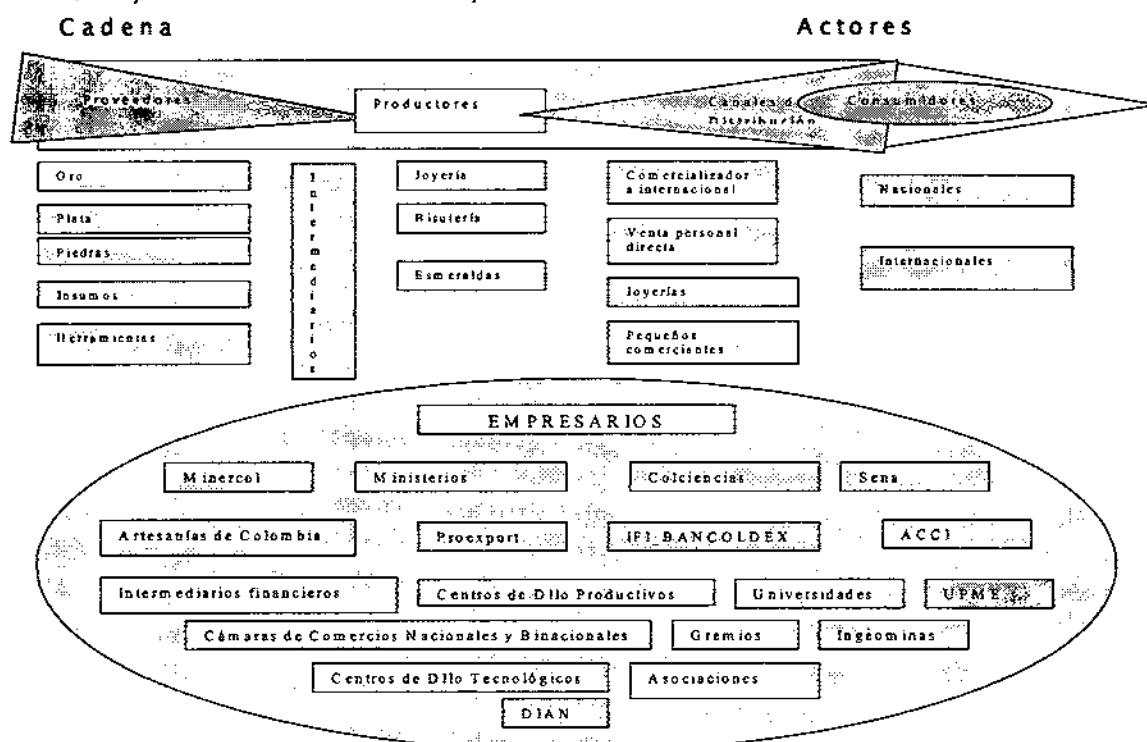 Cadena
Actores
Proveedores
Productores
Canales de
Distribución
Consumidores
Oro
Plata
Piedras
Insumos
Herramientas
Intermediarios
Joyería
Bisutería
Esmeraldas
Comercializador
a internacional
Venta personal
directa
Joyerías
Pequeños
comerciantes
Nacionales
Internacionales
EMPRESARIOS
Minercol
Ministerios
Colciencias
Sena
Artesanías de Colombia
Proexport
IFI-BANCOLDEX
ACCI
Intermediarios financieros
Centros de Dllo Productivos
Universidades
UPME
Cámaras de Comercios Nacionales y Binacionales
Gremios
Ingeominas
Centros de Dllo Tecnológicos
Asociaciones
DIAN